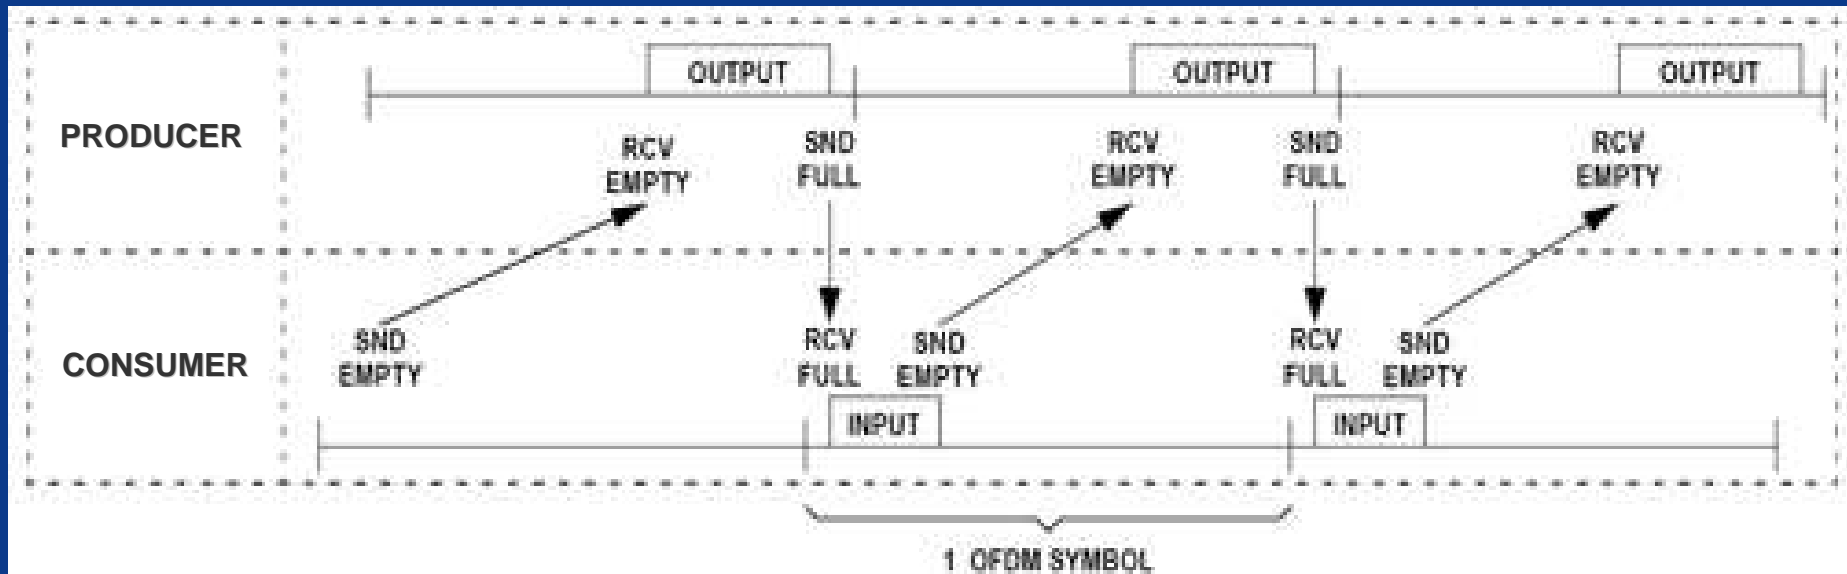 OUTPUT OUTPUT OUTPUT
PRODUCER
RCV SND RCV SND RCV
EMPTY FULL EMPTY FULL EMPTY
SND RCV SND RCV SND
EMPTY FULL EMPTY FULL EMPTY
CONSUMER
INPUT INPUT
1 OFDM SYMBOL